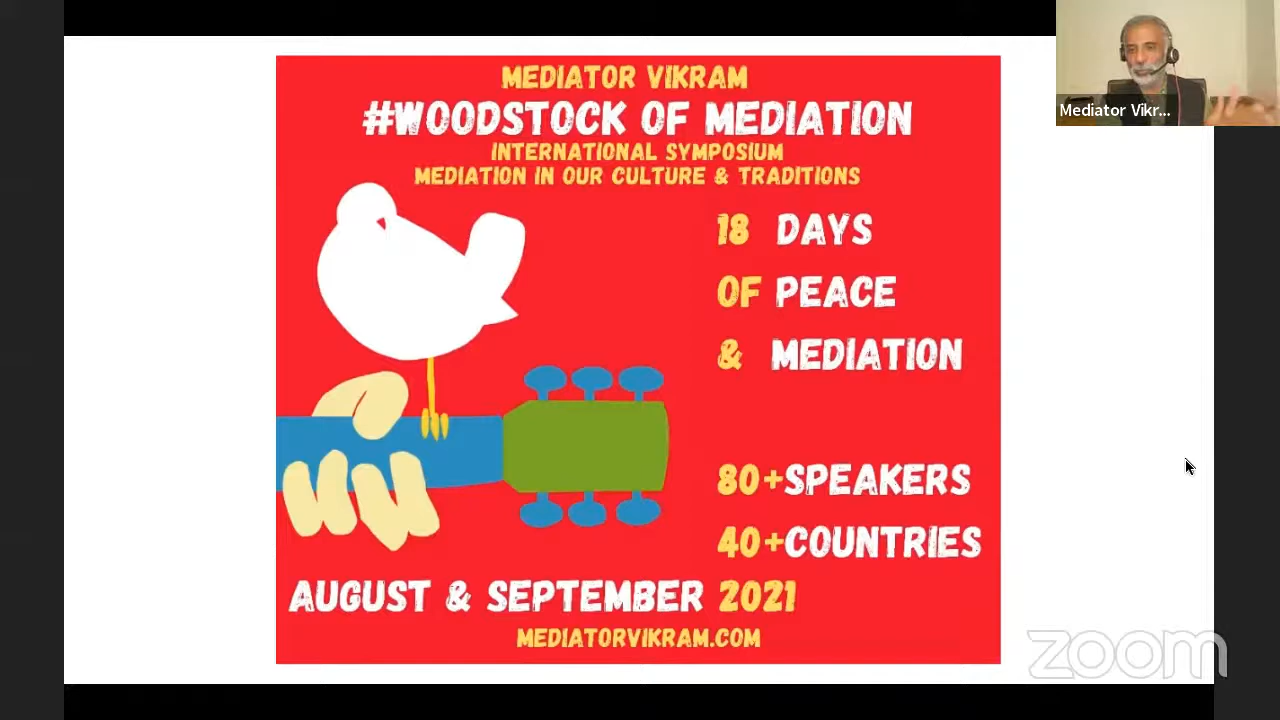 MEDIATOR VIKRAM
#WOODSTOCK OF MEDIATION
INTERNATIONAL SYMPOSIUM
MEDIATION IN OUR CULTURE & TRADITIONS
18 DAYS
OF PEACE
& MEDIATION
80+SPEAKERS
40+COUNTRIES
AUGUST & SEPTEMBER 2021
MEDIATORVIKRAM.COM
Mediator Vikr...
zoom